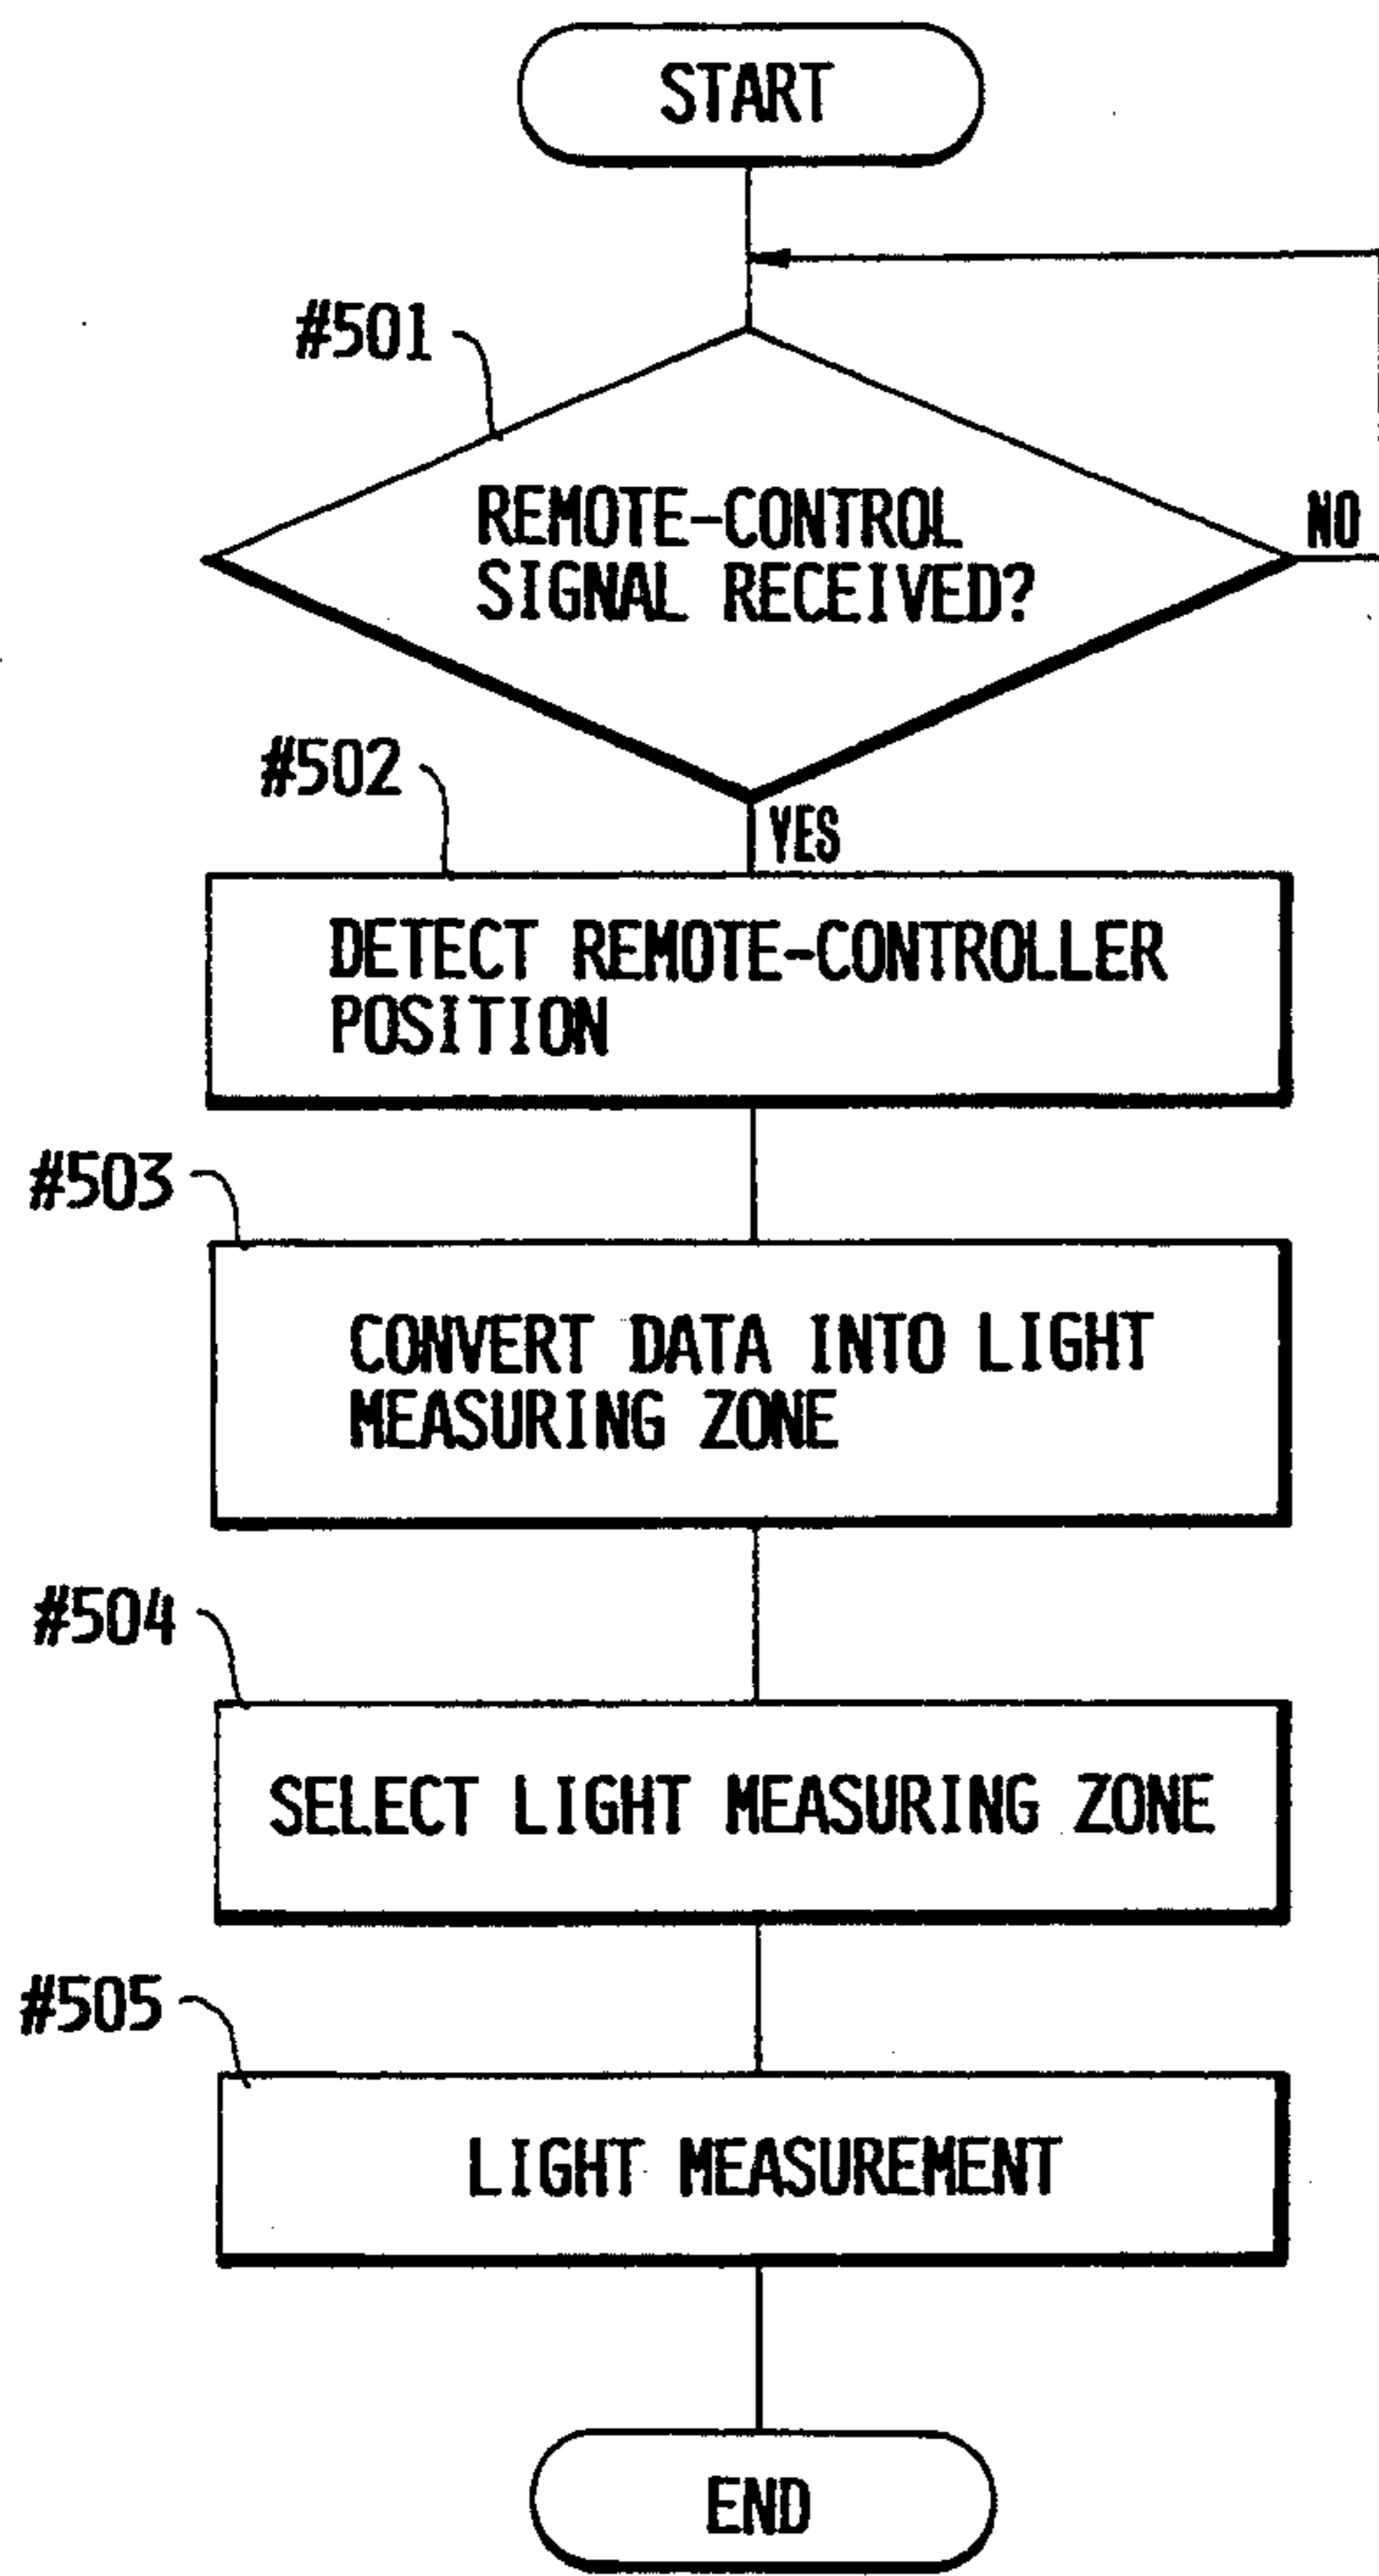 START
#501
REMOTE-CONTROL
SIGNAL RECEIVED?
NO
#502
YES
DETECT REMOTE-CONTROLLER
POSITION
#503
CONVERT DATA INTO LIGHT
MEASURING ZONE
#504
SELECT LIGHT MEASURING ZONE
#505
LIGHT MEASUREMENT
END